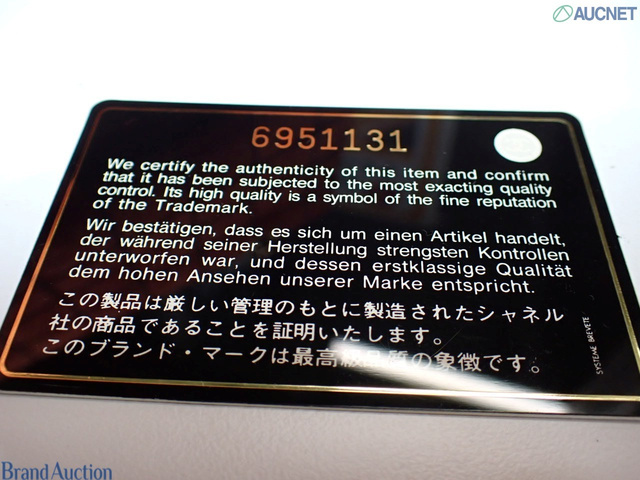 AUCNET
6951131
We certify the authenticity of this item and confirm
that it has been subjected to the most exacting quality
control. Its high quality is a symbol of the fine reputation
of the Trademark.
Wir bestätigen, dass es sich um einen Artikel handelt,
der während seiner Herstellung strengsten Kontrollen
unterworfen war, und dessen erstklassige Qualität
dem hohen Ansehen unserer Marke entspricht.
この製品は厳しい管理のもとに製造されたシャネル
社の商品であることを証明いたします。
このブランド・マークは最高級品質の象徴です。
SYSTEME BREVETE
Brand Auction